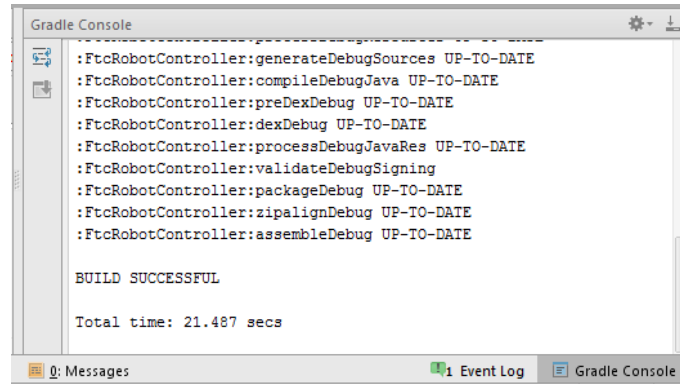 Gradle Console
:FtcRobotController:generateDebugSources UP-TO-DATE
:FtcRobotController:compileDebugJava UP-TO-DATE
:FtcRobotController:preDexDebug UP-TO-DATE
:FtcRobotController:dexDebug UP-TO-DATE
:FtcRobotController:processDebugJavaRes UP-TO-DATE
:FtcRobotController:validateDebugSigning
:FtcRobotController:packageDebug UP-TO-DATE
:FtcRobotController:zipalignDebug UP-TO-DATE
:FtcRobotController:assembleDebug UP-TO-DATE
BUILD SUCCESSFUL
Total time: 21.487 secs
0: Messages 1 Event Log Gradle Console